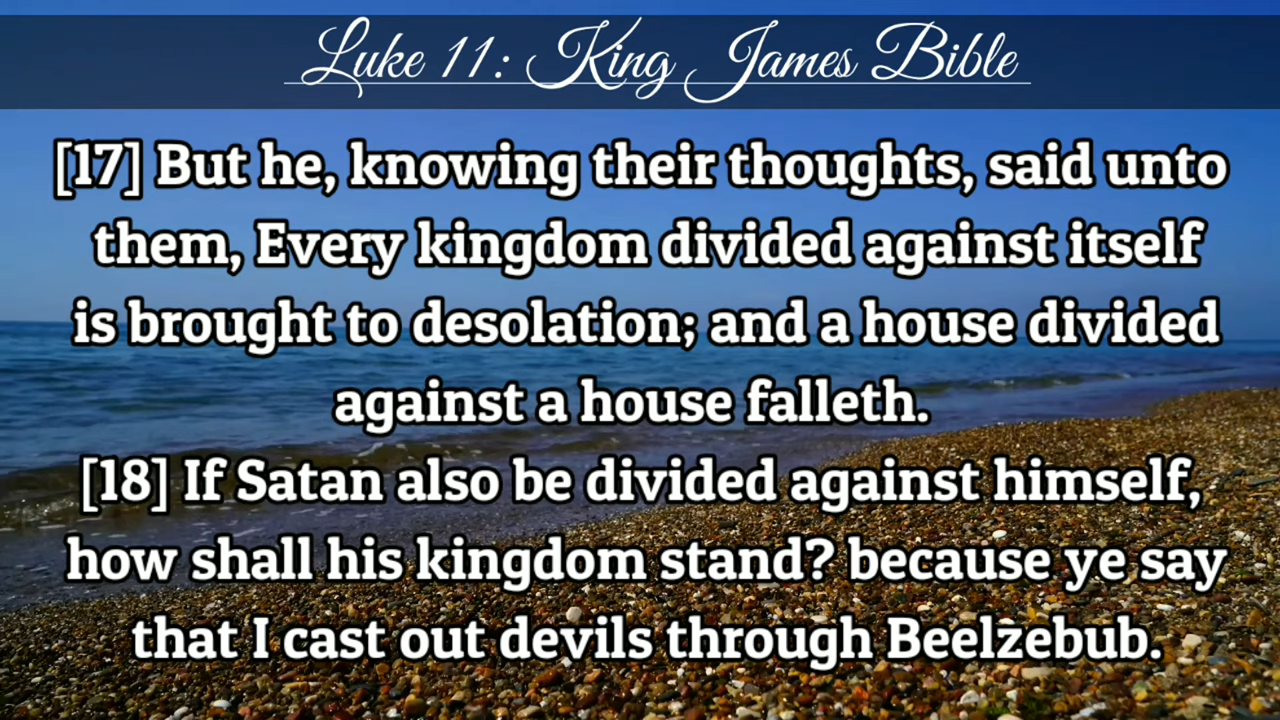 Luke 11: King James Bible
[17] But he, knowing their thoughts, said unto
them, Every kingdom divided against itself
is brought to desolation; and a house divided
against a house falleth.
[18] If Satan also be divided against himself,
how shall his kingdom stand? because ye say
that I cast out devils through Beelzebub.